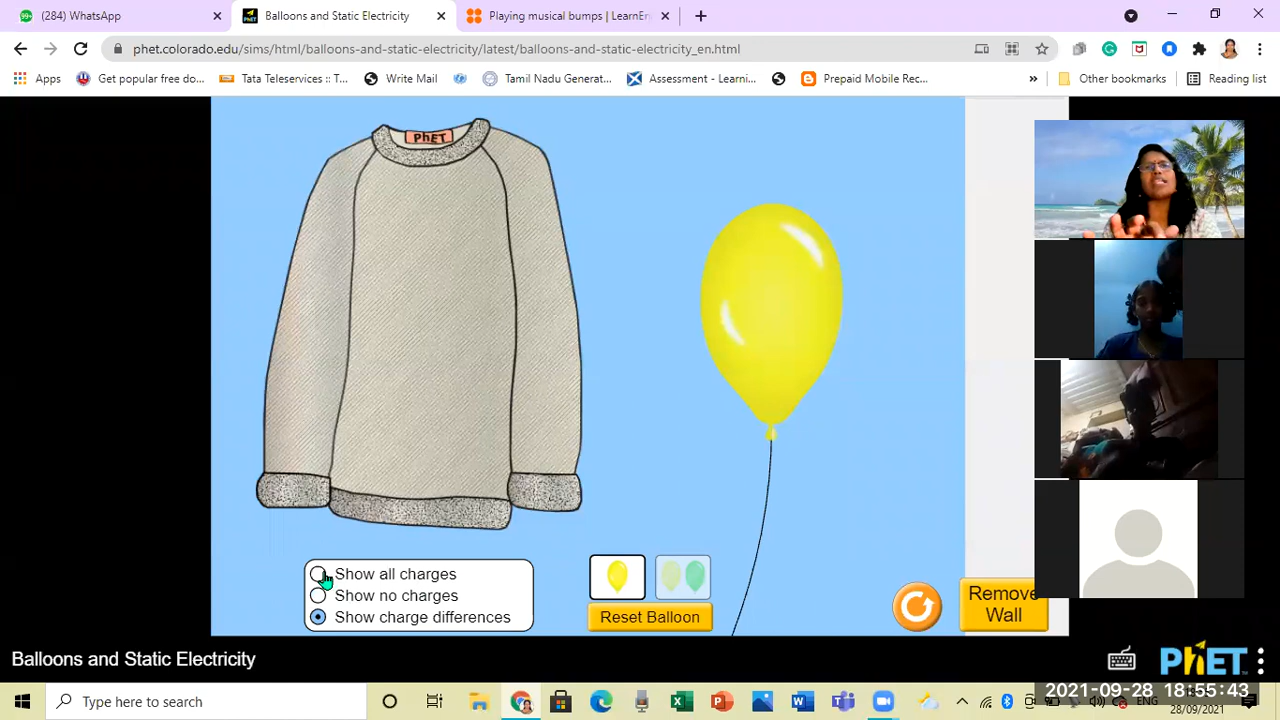 (284) WhatsApp
Balloons and Static Electricity
Playing musical bumps | LearnEn
phet.colorado.edu/sims/html/balloons-and-static-electricity/latest/balloons-and-static-electricity_en.html
Apps
Get popular free do...
Tata Teleservices :: T...
Write Mail
Tamil Nadu Generat...
Assessment - Learni...
Prepaid Mobile Rec...
»
Other bookmarks
Reading list
PhET
Show all charges
Show no charges
Show charge differences
Reset Balloon
Remove
Wall
Balloons and Static Electricity
PhET
2021-09-28 18:55:43
Type here to search
ENG
28/09/2021